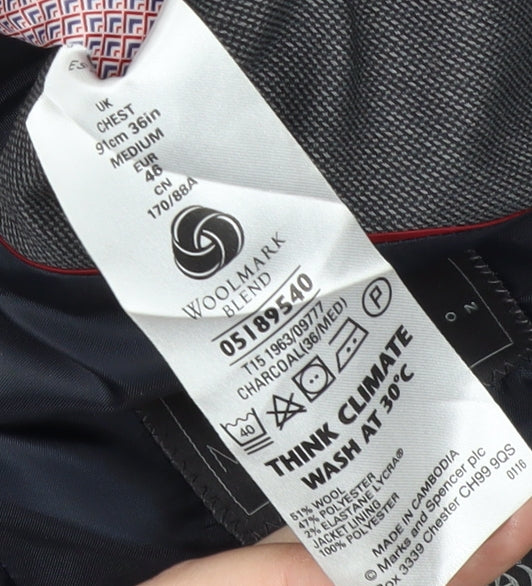 Es
UK
CHEST
91cm 36in
MEDIUM
EUR
46
CN
170/88A
WOOLMARK
BLEND
05189540
T15 1963/0977Z
CHARCOAL(36/MED)
40
P
THINK CLIMATE
WASH AT 30°C
51% WOOL
47% POLYESTER
2% ELASTANE LYCRA®
JACKET LINING
100% POLYESTER
MADE IN CAMBODIA
© Marks and Spencer plc
Box 3339 Chester CH99 9QS
0116
O N